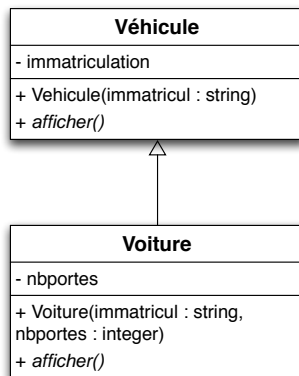 Véhicule
- immatriculation
+ Vehicule(immatricul : string)
+ afficher()
Voiture
- nbportes
+ Voiture(immatricul : string,
nbportes : integer)
+ afficher()